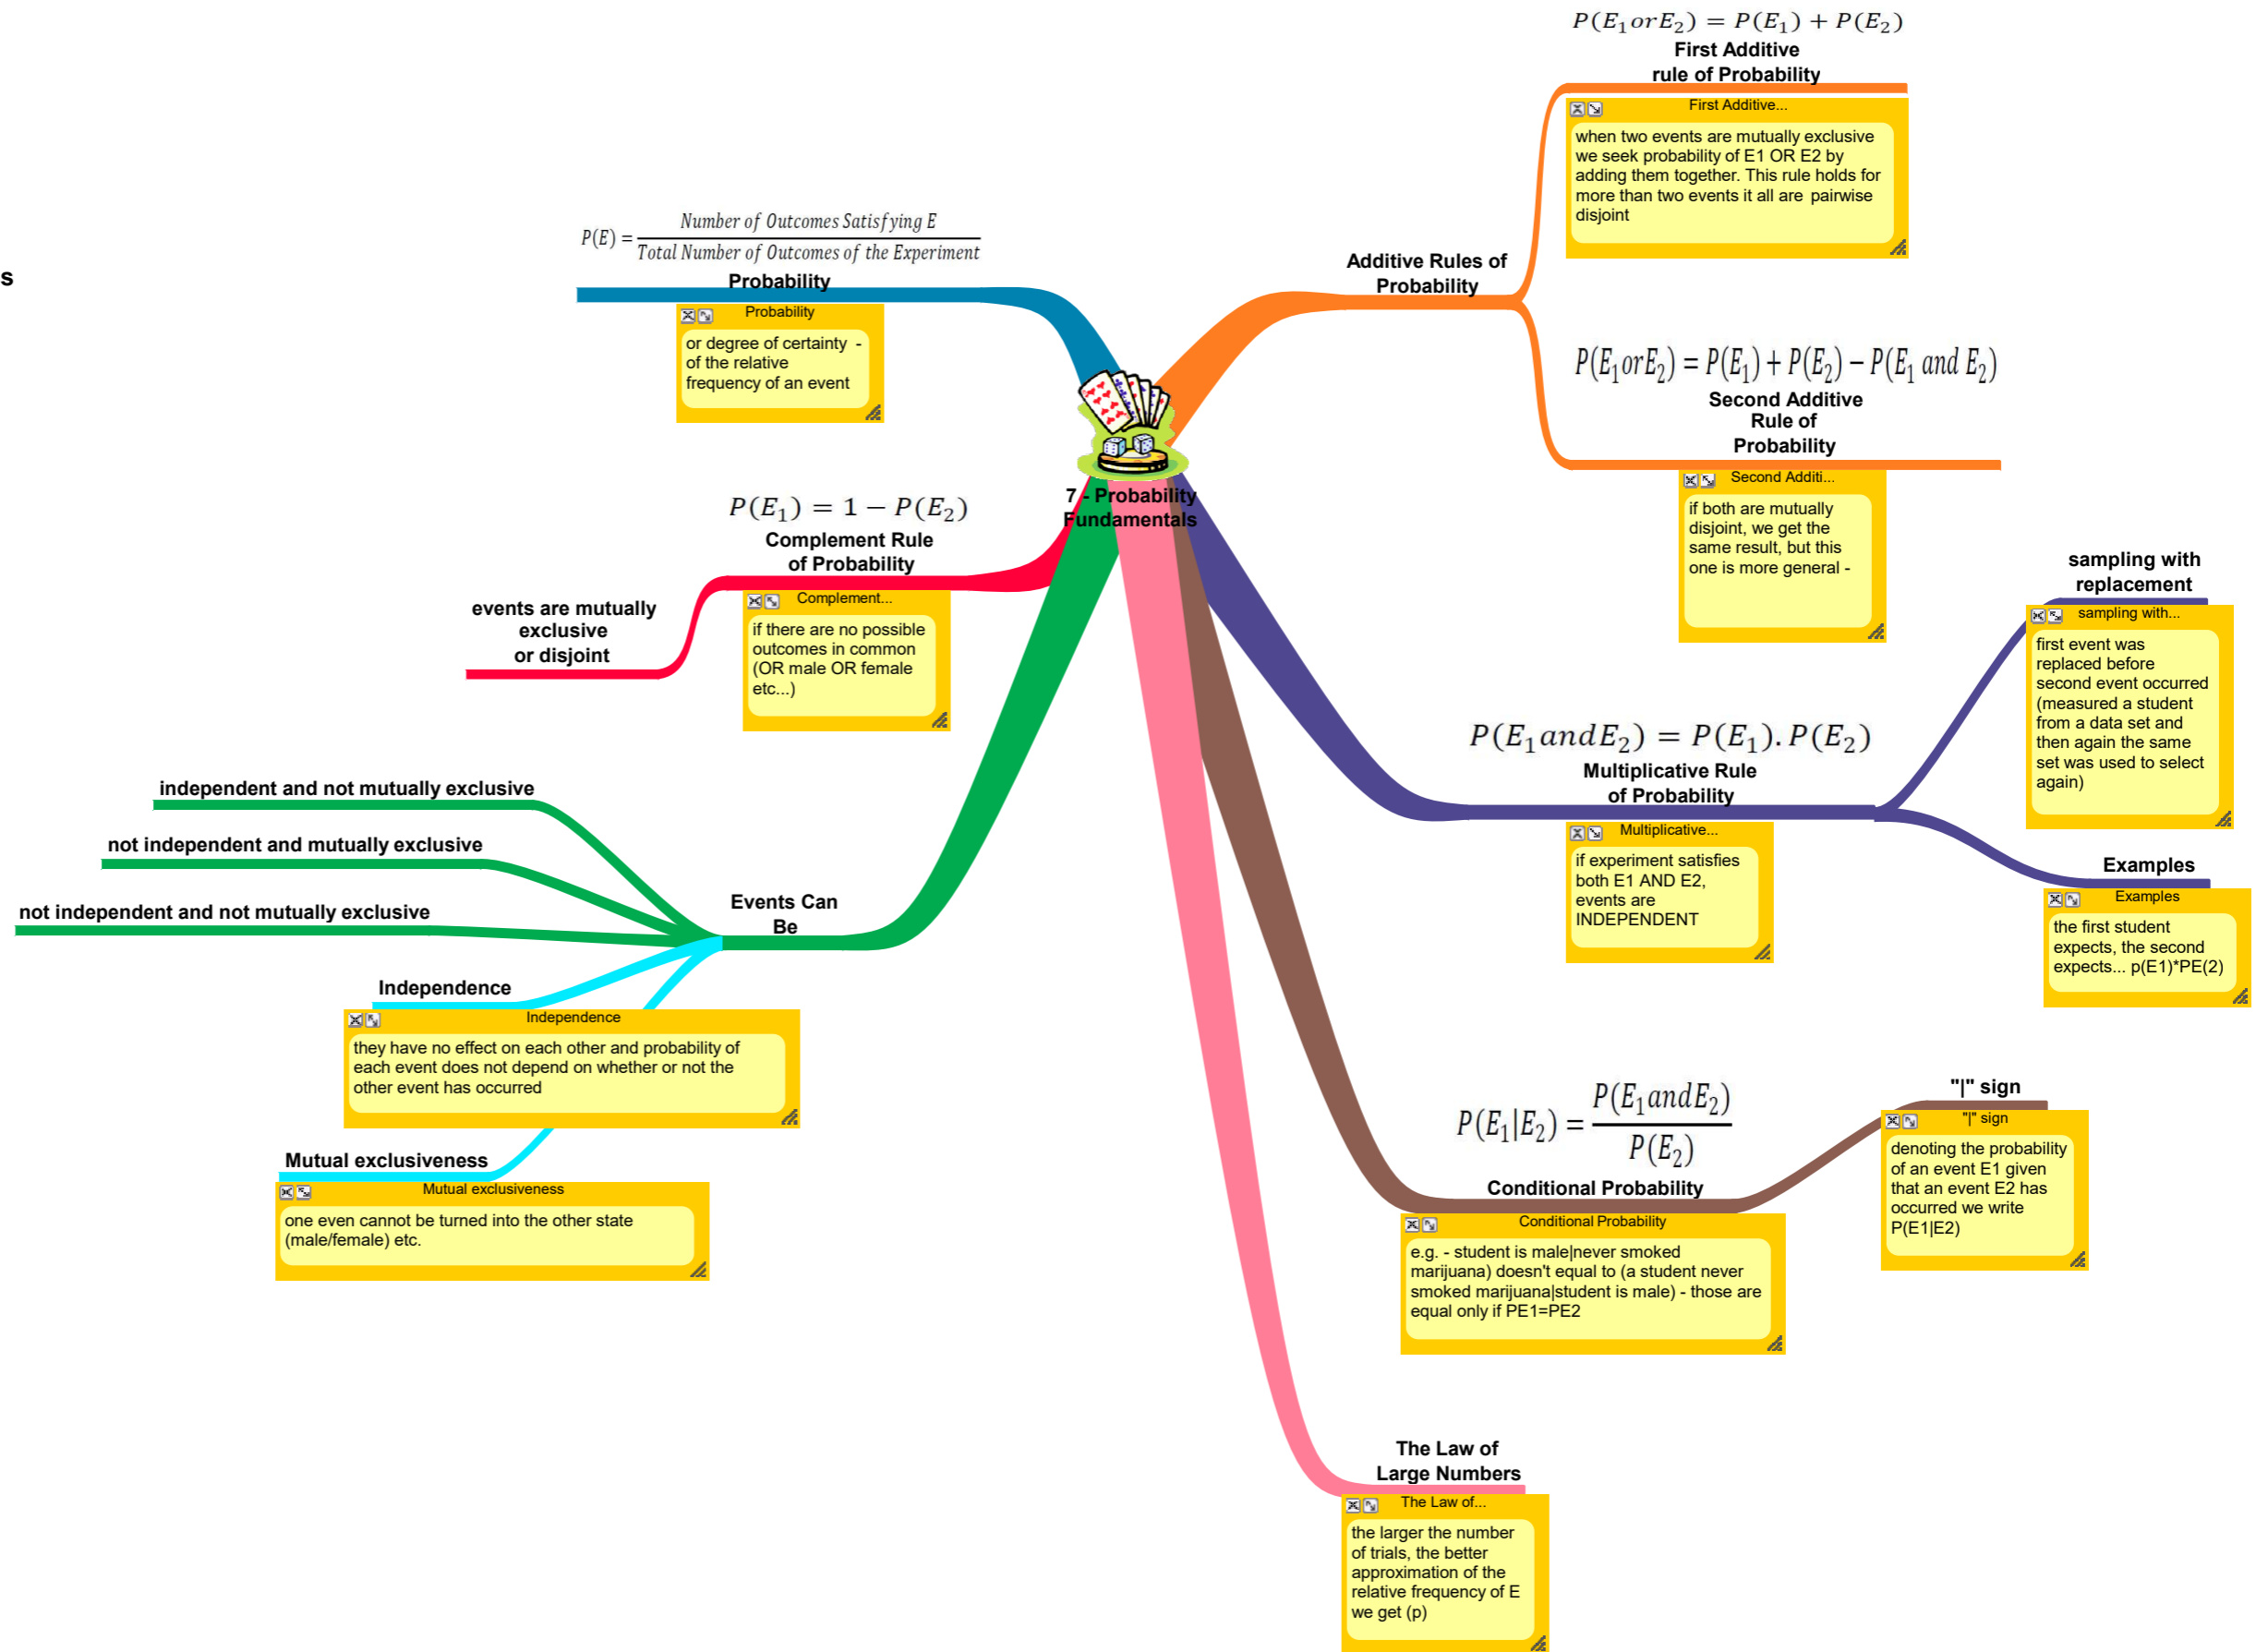 s
P(E) = Number of Outcomes Satisfying E / Total Number of Outcomes of the Experiment
Probability
Probability
or degree of certainty -
of the relative
frequency of an event
P(E₁) = 1 − P(E₂)
Complement Rule
of Probability
Complement...
if there are no possible
outcomes in common
(OR male OR female
etc...)
events are mutually
exclusive
or disjoint
7 - Probability
Fundamentals
Events Can
Be
independent and not mutually exclusive
not independent and mutually exclusive
not independent and not mutually exclusive
Independence
Independence
they have no effect on each other and probability of
each event does not depend on whether or not the
other event has occurred
Mutual exclusiveness
Mutual exclusiveness
one even cannot be turned into the other state
(male/female) etc.
Additive Rules of
Probability
P(E₁orE₂) = P(E₁) + P(E₂)
First Additive
rule of Probability
First Additive...
when two events are mutually exclusive
we seek probability of E1 OR E2 by
adding them together. This rule holds for
more than two events it all are pairwise
disjoint
P(E₁orE₂) = P(E₁) + P(E₂) − P(E₁ and E₂)
Second Additive
Rule of
Probability
Second Additi...
if both are mutually
disjoint, we get the
same result, but this
one is more general -
P(E₁andE₂) = P(E₁). P(E₂)
Multiplicative Rule
of Probability
Multiplicative...
if experiment satisfies
both E1 AND E2,
events are
INDEPENDENT
sampling with
replacement
sampling with...
first event was
replaced before
second event occurred
(measured a student
from a data set and
then again the same
set was used to select
again)
Examples
Examples
the first student
expects, the second
expects... p(E1)*PE(2)
P(E₁|E₂) = P(E₁andE₂) / P(E₂)
Conditional Probability
Conditional Probability
e.g. - student is male|never smoked
marijuana) doesn't equal to (a student never
smoked marijuana|student is male) - those are
equal only if PE1=PE2
"|" sign
"|" sign
denoting the probability
of an event E1 given
that an event E2 has
occurred we write
P(E1|E2)
The Law of
Large Numbers
The Law of...
the larger the number
of trials, the better
approximation of the
relative frequency of E
we get (p)